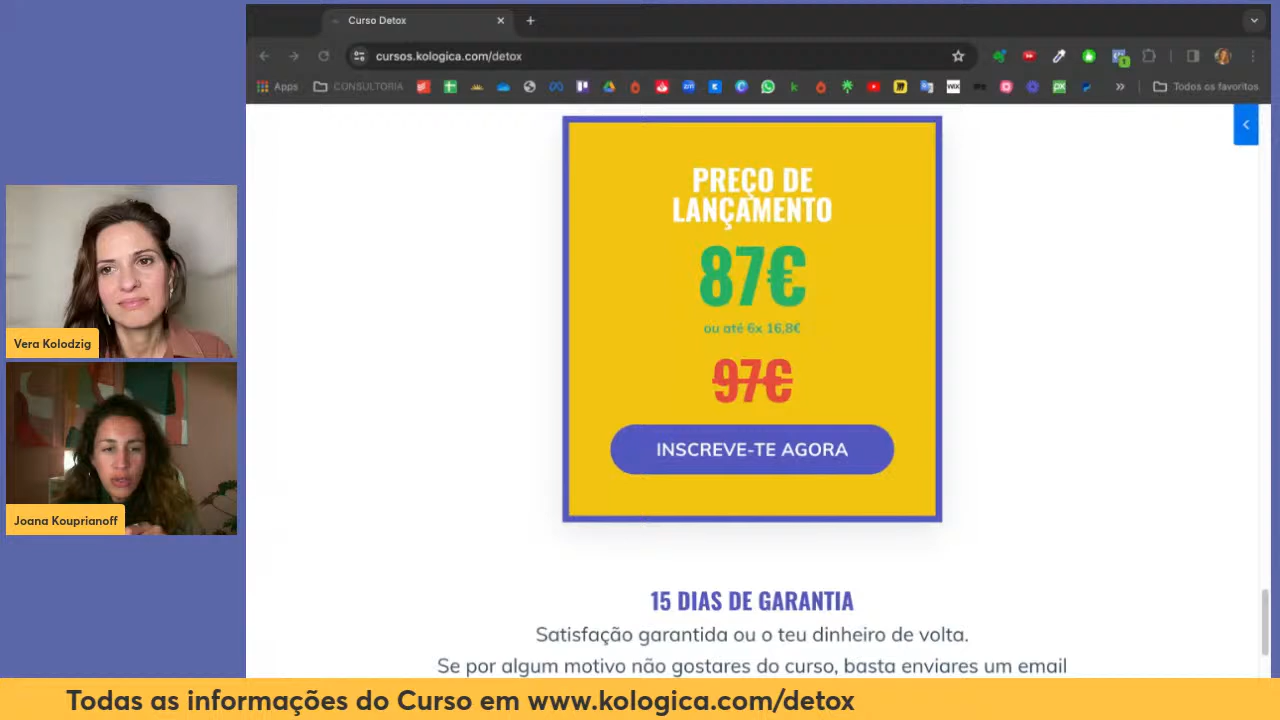 Curso Detox
cursos.kologica.com/detox
Apps
CONSULTORIA
Todos os favoritos
PREÇO DE
LANÇAMENTO
87€
ou até 6x 16,8€
97€
INSCREVE-TE AGORA
Vera Kolodzig
Joana Kouprianoff
15 DIAS DE GARANTIA
Satisfação garantida ou o teu dinheiro de volta.
Se por algum motivo não gostares do curso, basta enviares um email
Todas as informações do Curso em www.kologica.com/detox